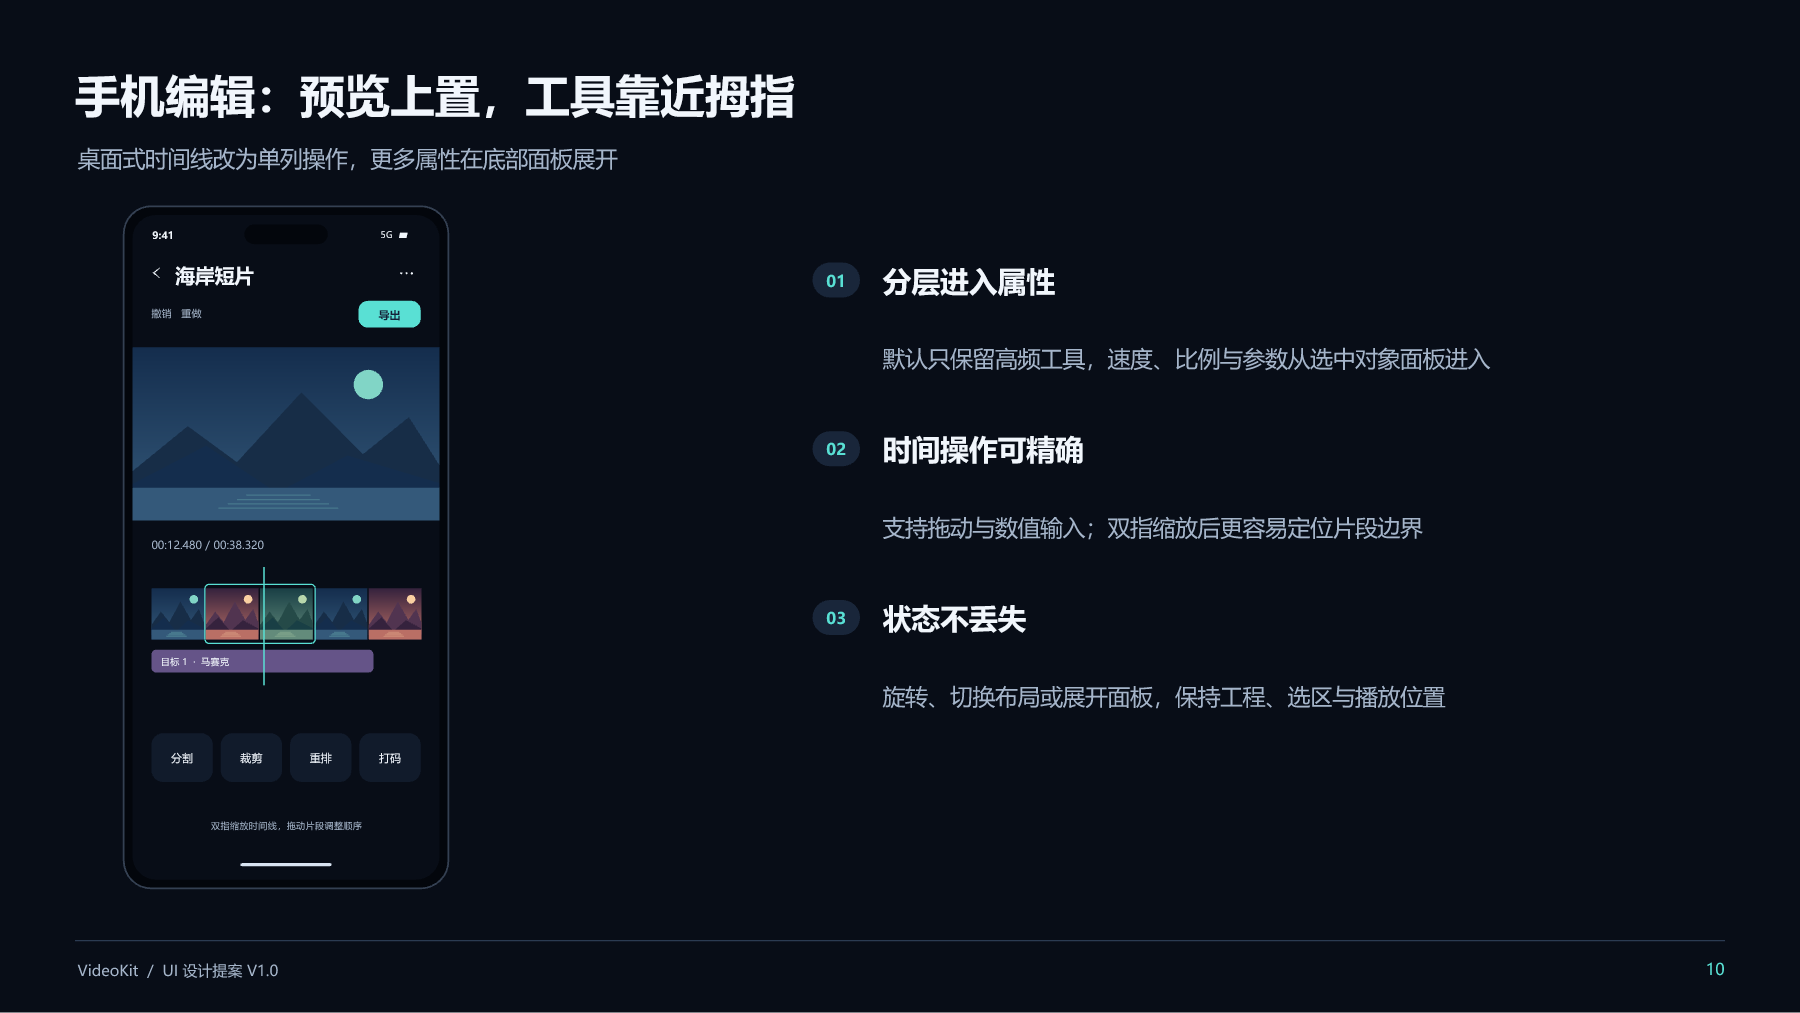 手机编辑：预览上置，工具靠近拇指
桌面式时间线改为单列操作，更多属性在底部面板展开
9:41
5G
海岸短片
···
撤销 重做
导出
00:12.480 / 00:38.320
目标 1 · 马赛克
分割
裁剪
重排
打码
双指缩放时间线，拖动片段调整顺序
01
分层进入属性
默认只保留高频工具，速度、比例与参数从选中对象面板进入
02
时间操作可精确
支持拖动与数值输入；双指缩放后更容易定位片段边界
03
状态不丢失
旋转、切换布局或展开面板，保持工程、选区与播放位置
VideoKit / UI 设计提案 V1.0
10